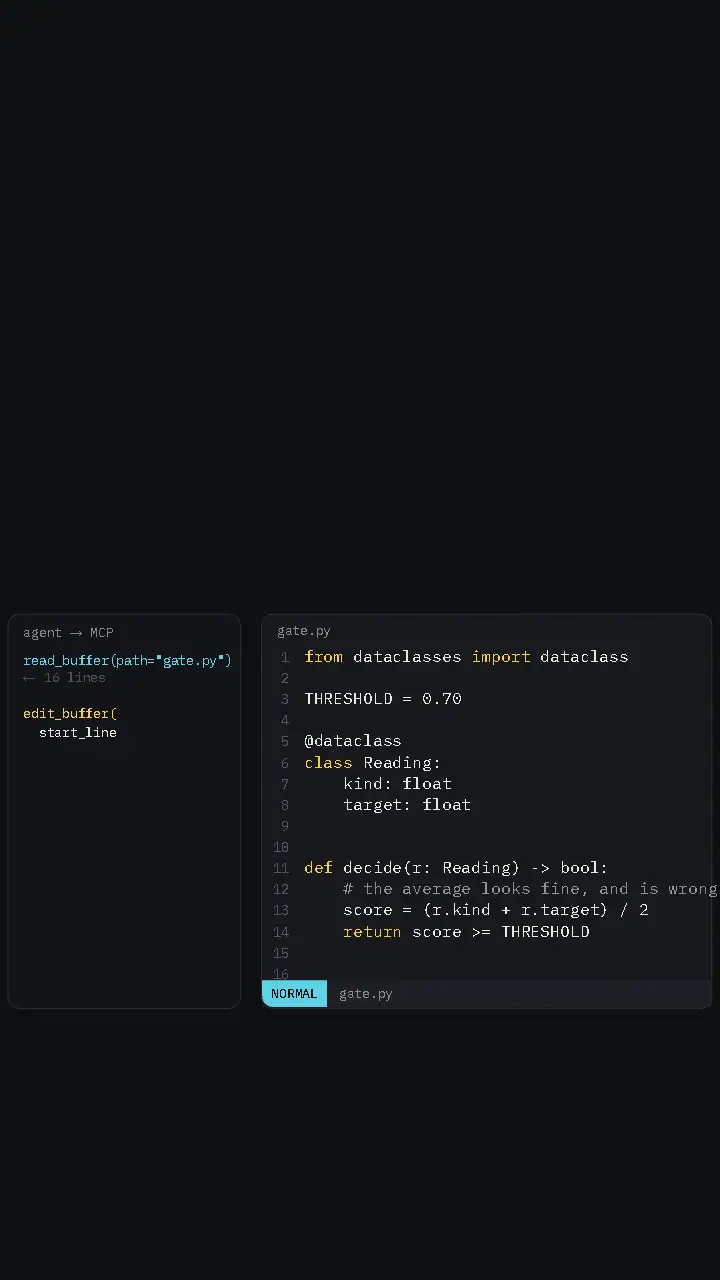 agent → MCP
read_buffer(path="gate.py")
← 16 lines
edit_buffer(
  start_line
gate.py
1 from dataclasses import dataclass
2
3 THRESHOLD = 0.70
4
5 @dataclass
6 class Reading:
7     kind: float
8     target: float
9
10
11 def decide(r: Reading) -> bool:
12     # the average looks fine, and is wrong
13     score = (r.kind + r.target) / 2
14     return score >= THRESHOLD
15
16
NORMAL gate.py